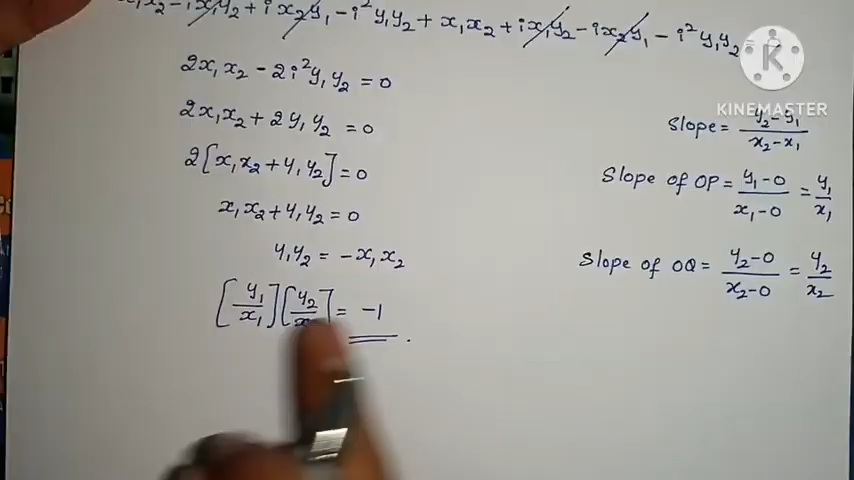 x₂ - ix₁y₂ + ix₂y₁ - i²y₁y₂ + x₁x₂ + ix₁y₂ - ix₂y₁ - i²y₁y₂ =
2x₁x₂ - 2i²y₁y₂ = 0
2x₁x₂ + 2y₁y₂ = 0
2[x₁x₂ + y₁y₂] = 0
x₁x₂ + y₁y₂ = 0
y₁y₂ = -x₁x₂
[y₁/x₁][y₂/x₂] = -1
KINEMASTER
Slope = y₂-y₁/x₂-x₁
Slope of OP = y₁-0/x₁-0 = y₁/x₁
Slope of OQ = y₂-0/x₂-0 = y₂/x₂